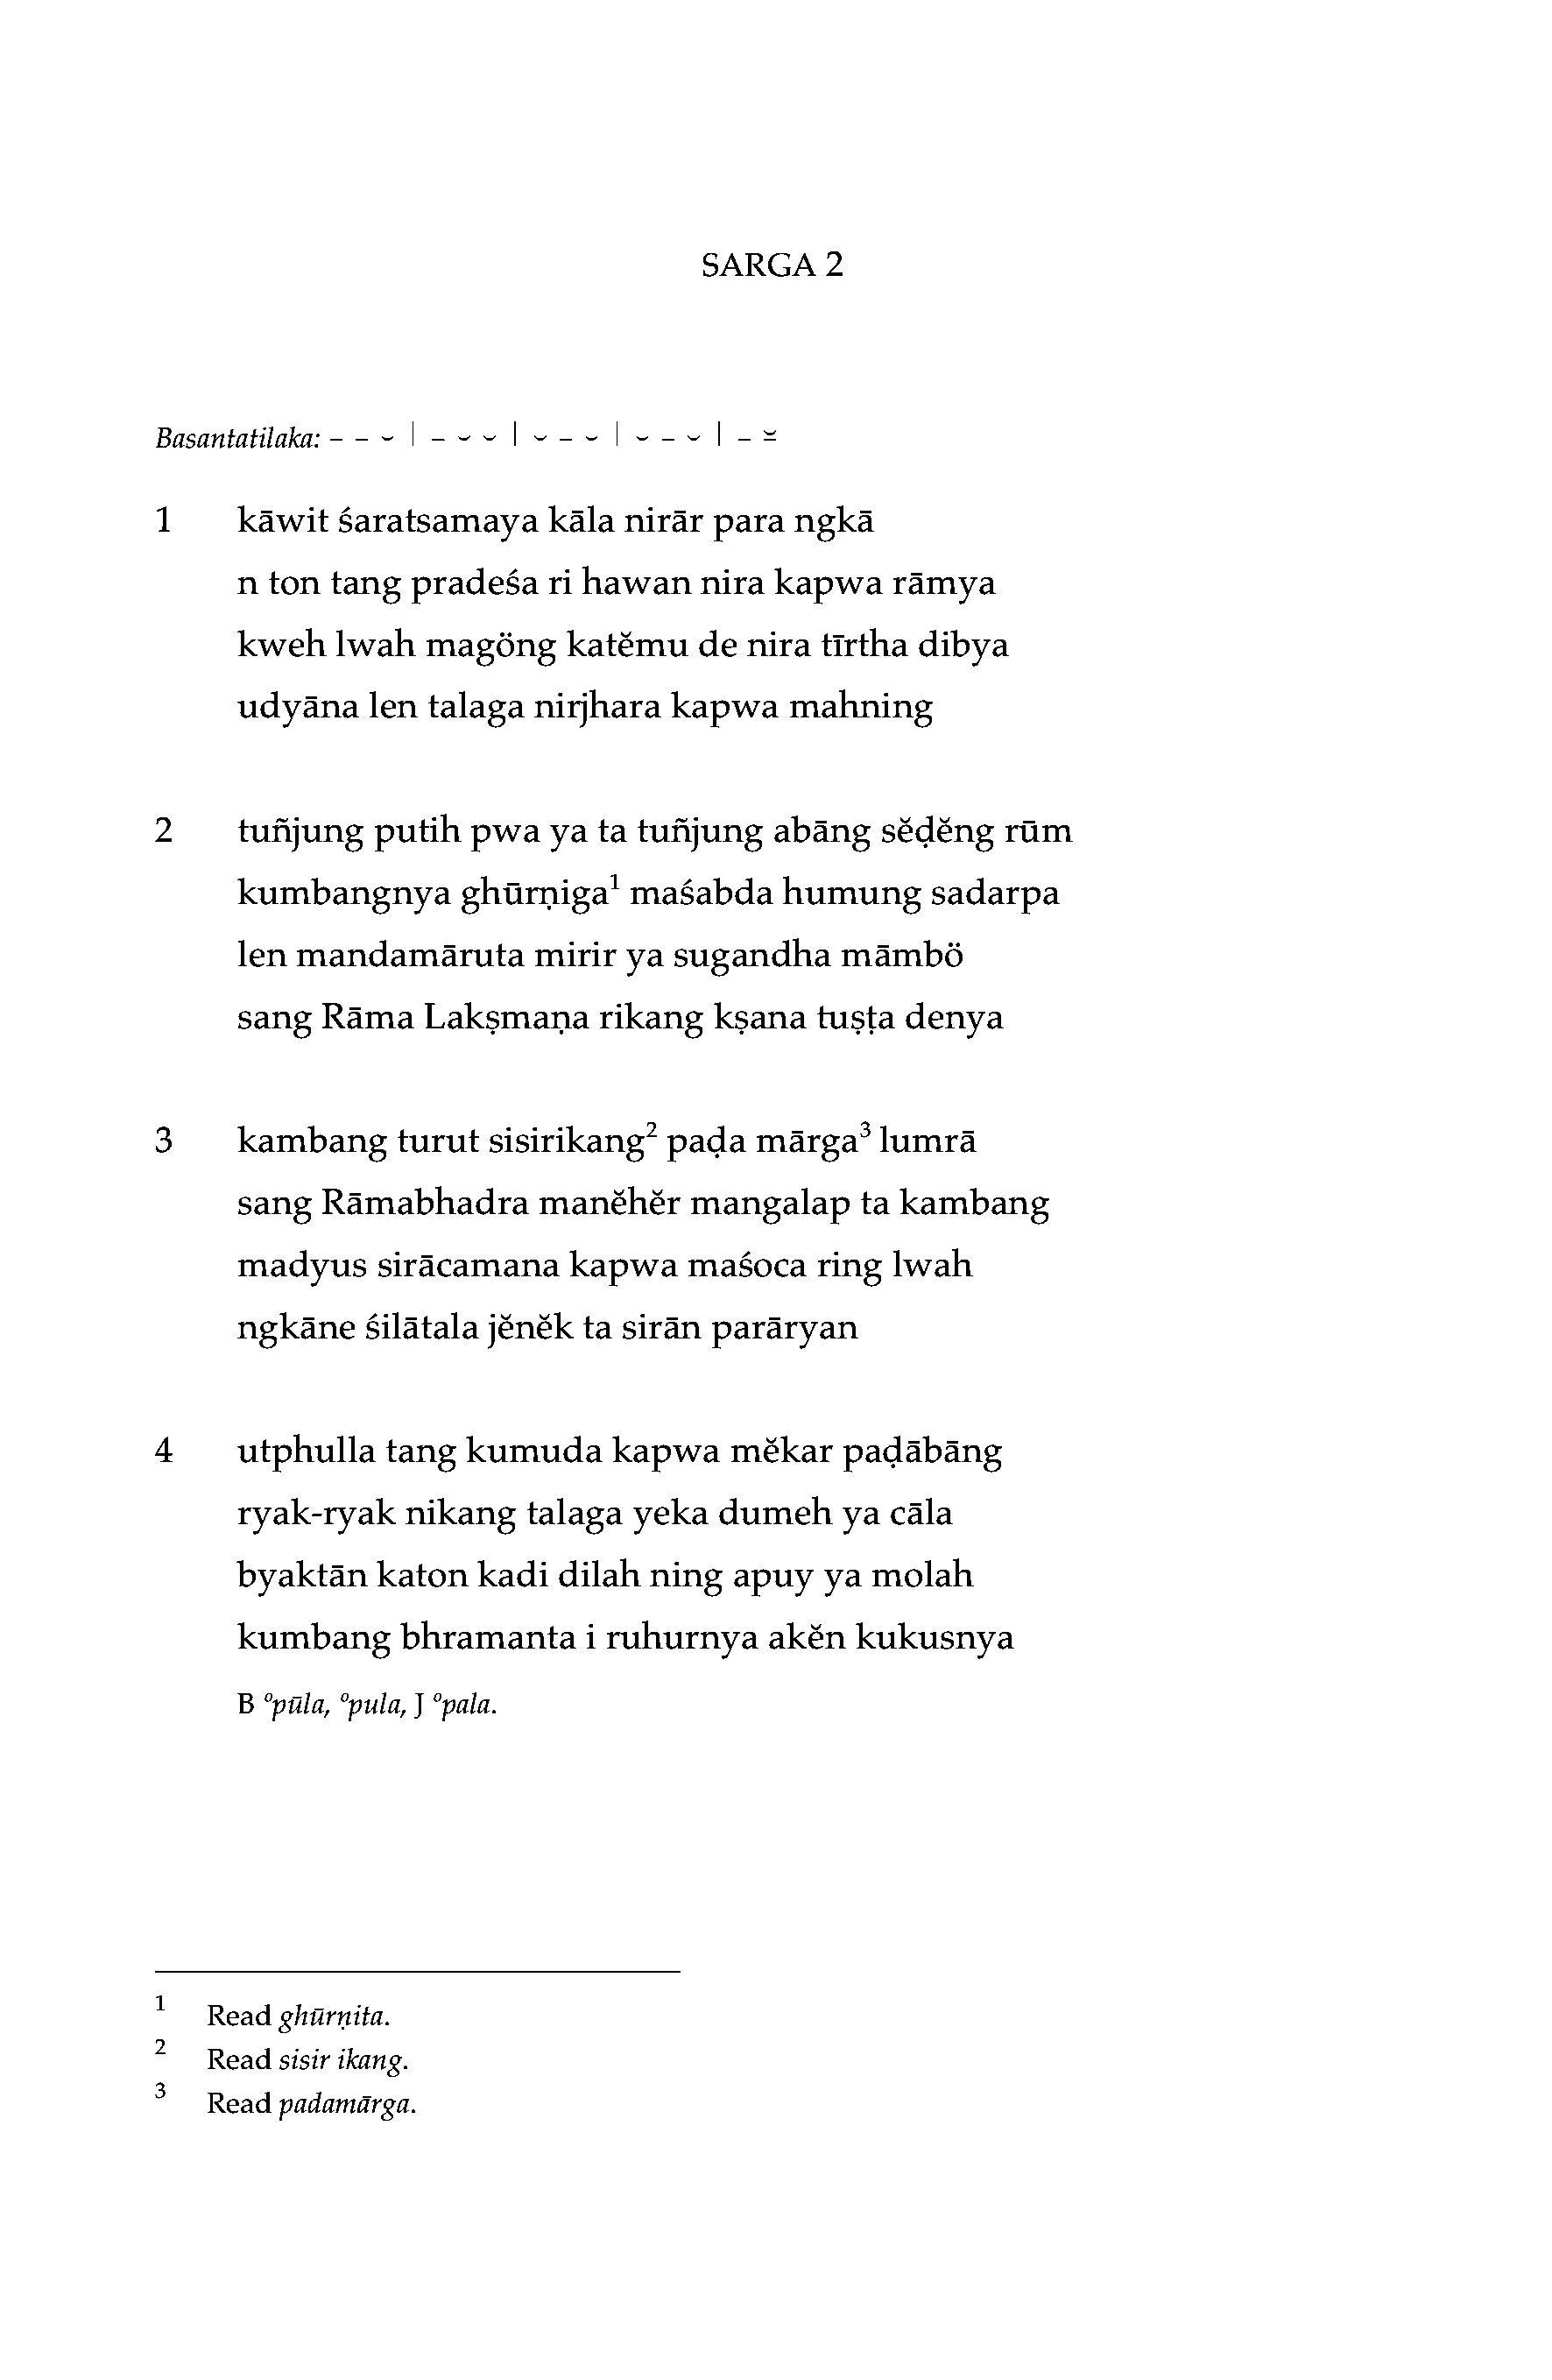 SARGA 2
Basantatilaka: – – ⏑ | – ⏑ ⏑ | ⏑ – ⏑ | ⏑ – ⏑ | – ⏓
1 kāwit śaratsamaya kāla nirār para ngkā
n ton tang pradeśa ri hawan nira kapwa rāmya
kweh lwah magöng katĕmu de nira tīrtha dibya
udyāna len talaga nirjhara kapwa mahning
2 tuñjung putih pwa ya ta tuñjung abāng sĕḍĕng rūm
kumbangnya ghūrṇiga¹ maśabda humung sadarpa
len mandamāruta mirir ya sugandha māmbö
sang Rāma Lakṣmaṇa rikang kṣana tuṣṭa denya
3 kambang turut sisirikang² paḍa mārga³ lumrā
sang Rāmabhadra manĕhĕr mangalap ta kambang
madyus sirācamana kapwa maśoca ring lwah
ngkāne śilātala jĕnĕk ta sirān parāryan
4 utphulla tang kumuda kapwa mĕkar paḍābāng
ryak-ryak nikang talaga yeka dumeh ya cāla
byaktān katon kadi dilah ning apuy ya molah
kumbang bhramanta i ruhurnya akĕn kukusnya
B °pūla, °pula, J °pala.
1 Read ghūrṇita.
2 Read sisir ikang.
3 Read padamārga.